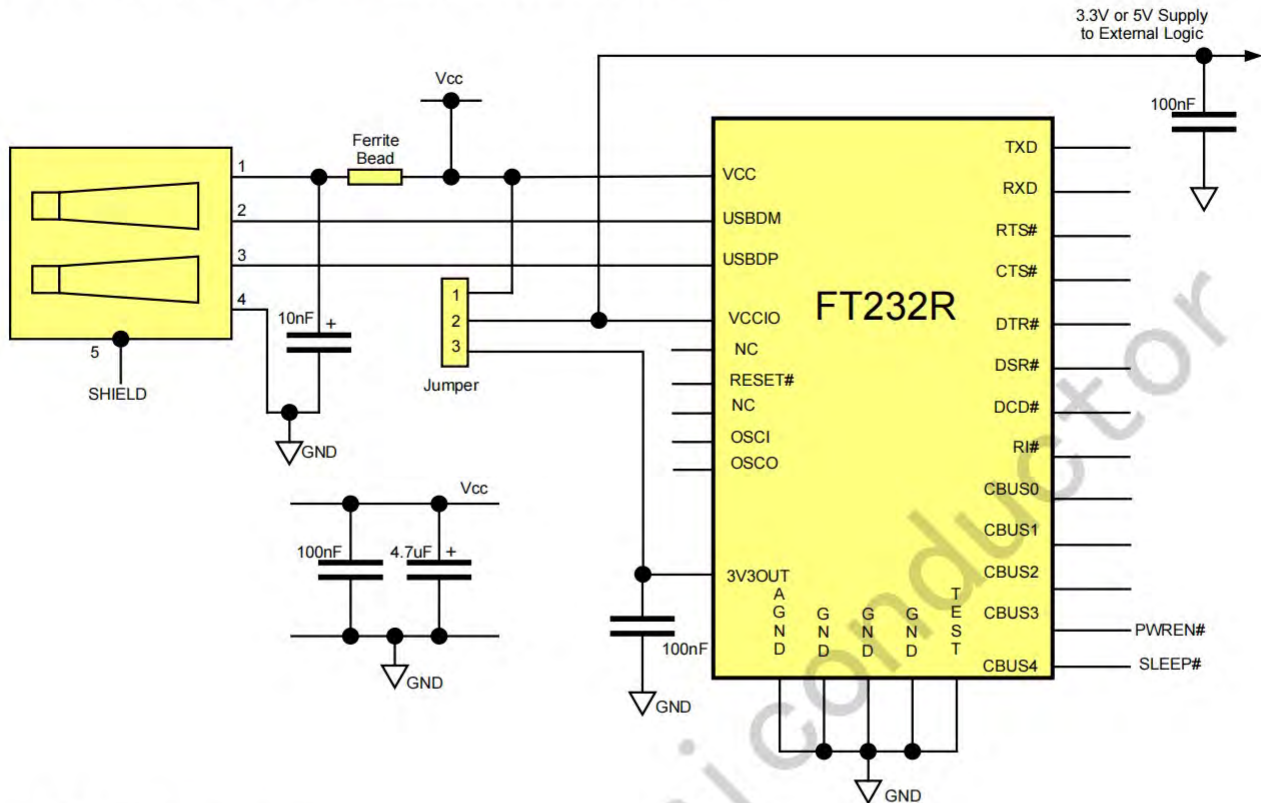 3.3V or 5V Supply
to External Logic
100nF
Vcc
Ferrite
Bead
1
2
3
4
5
SHIELD
10nF +
GND
1
2
3
Jumper
Vcc
100nF
4.7uF +
GND
100nF
GND
FT232R
VCC
USBDM
USBDP
VCCIO
NC
RESET#
NC
OSCI
OSCO
3V3OUT
AGND
GND
GND
GND
TEST
GND
TXD
RXD
RTS#
CTS#
DTR#
DSR#
DCD#
RI#
CBUS0
CBUS1
CBUS2
CBUS3
PWREN#
CBUS4
SLEEP#
iconductor